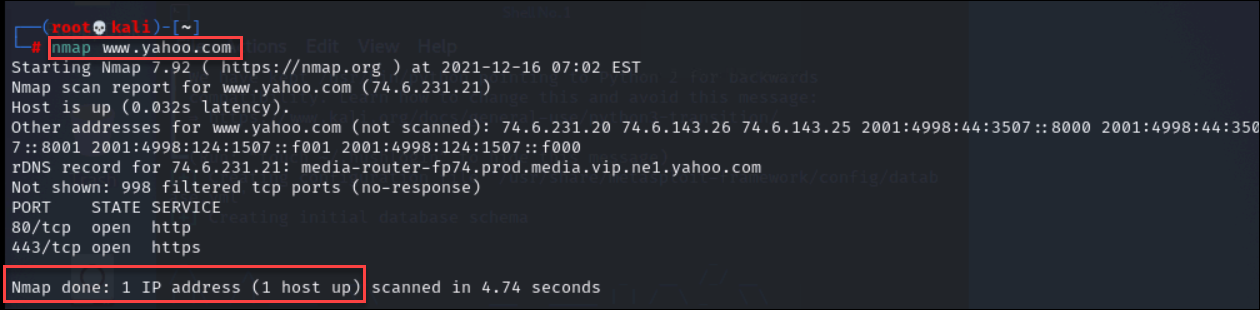 ┌──(root💀kali)-[~]
└─# nmap www.yahoo.com
Starting Nmap 7.92 ( https://nmap.org ) at 2021-12-16 07:02 EST
Nmap scan report for www.yahoo.com (74.6.231.21)
Host is up (0.032s latency).
Other addresses for www.yahoo.com (not scanned): 74.6.231.20 74.6.143.26 74.6.143.25 2001:4998:44:3507::8000 2001:4998:44:350
7::8001 2001:4998:124:1507::f001 2001:4998:124:1507::f000
rDNS record for 74.6.231.21: media-router-fp74.prod.media.vip.ne1.yahoo.com
Not shown: 998 filtered tcp ports (no-response)
PORT    STATE SERVICE
80/tcp  open  http
443/tcp open  https
Creating initial database schema
Nmap done: 1 IP address (1 host up) scanned in 4.74 seconds